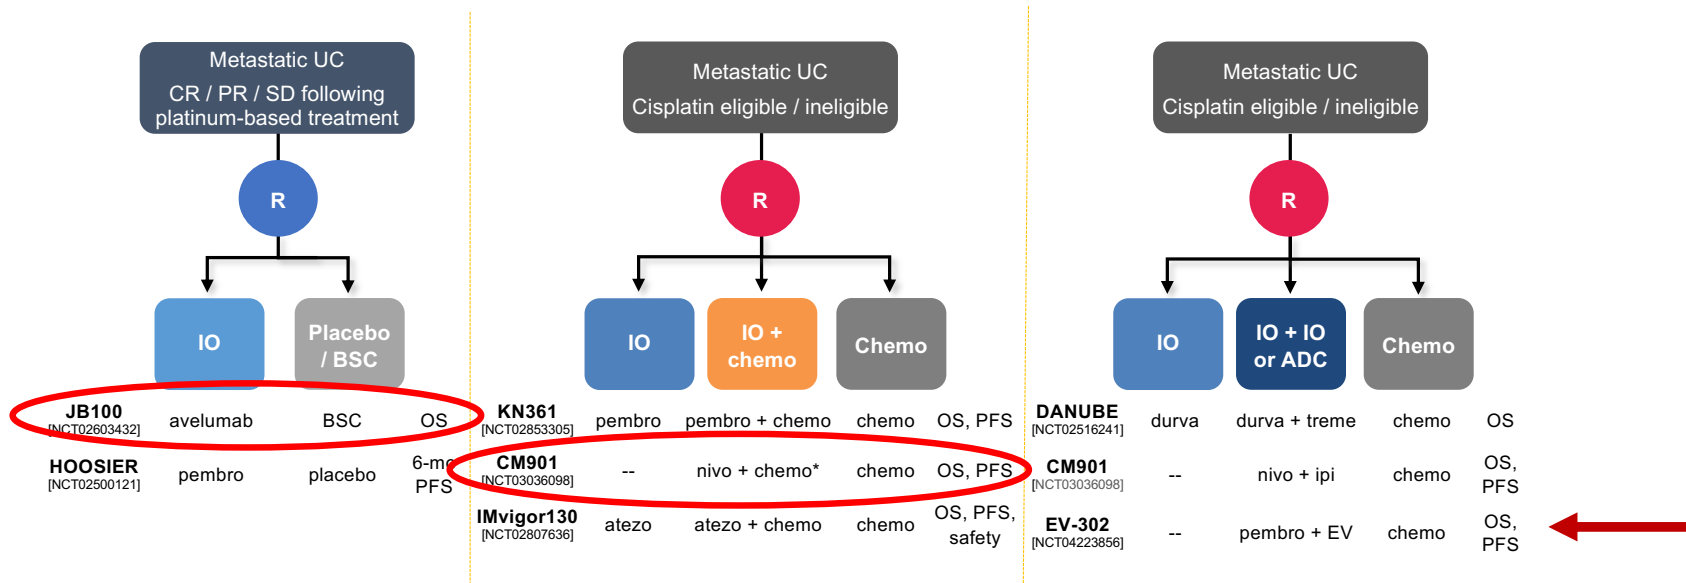 Metastatic UC
CR / PR / SD following
platinum-based treatment
R
IO
Placebo
/ BSC
JB100
[NCT02603432]
avelumab
BSC
OS
HOOSIER
[NCT02500121]
pembro
placebo
6-mo
PFS
Metastatic UC
Cisplatin eligible / ineligible
R
IO
IO +
chemo
Chemo
KN361
[NCT02853305]
pembro
pembro + chemo
chemo
OS, PFS
CM901
[NCT03036098]
--
nivo + chemo*
chemo
OS, PFS
IMvigor130
[NCT02807636]
atezo
atezo + chemo
chemo
OS, PFS,
safety
Metastatic UC
Cisplatin eligible / ineligible
R
IO
IO + IO
or ADC
Chemo
DANUBE
[NCT02516241]
durva
durva + treme
chemo
OS
CM901
[NCT03036098]
--
nivo + ipi
chemo
OS,
PFS
EV-302
[NCT04223856]
--
pembro + EV
chemo
OS,
PFS